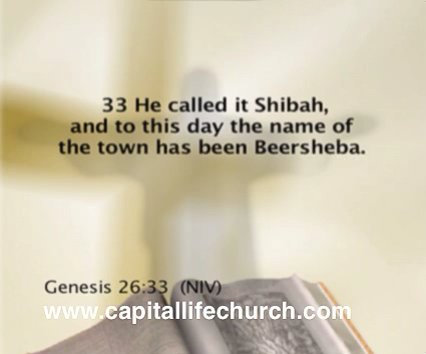 33 He called it Shibah,
and to this day the name of
the town has been Beersheba.
Genesis 26:33 (NIV)
www.capitallifechurch.com